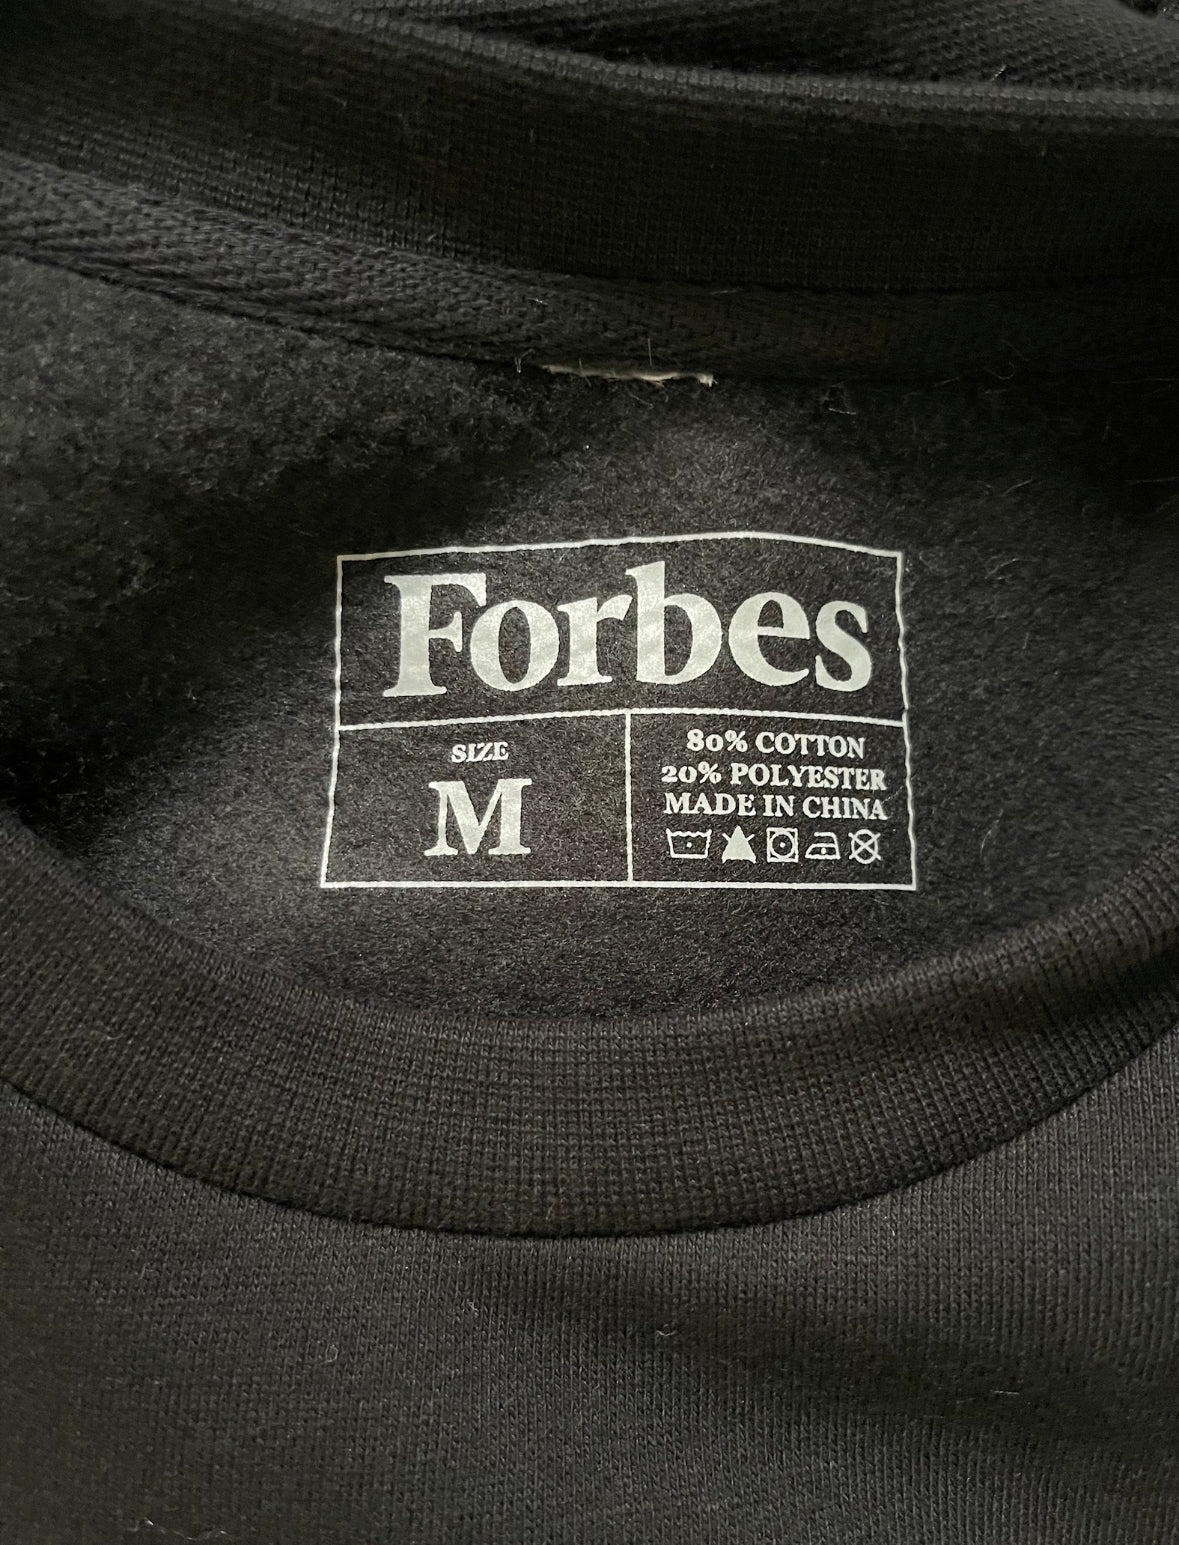 Forbes
SIZE
M
80% COTTON
20% POLYESTER
MADE IN CHINA